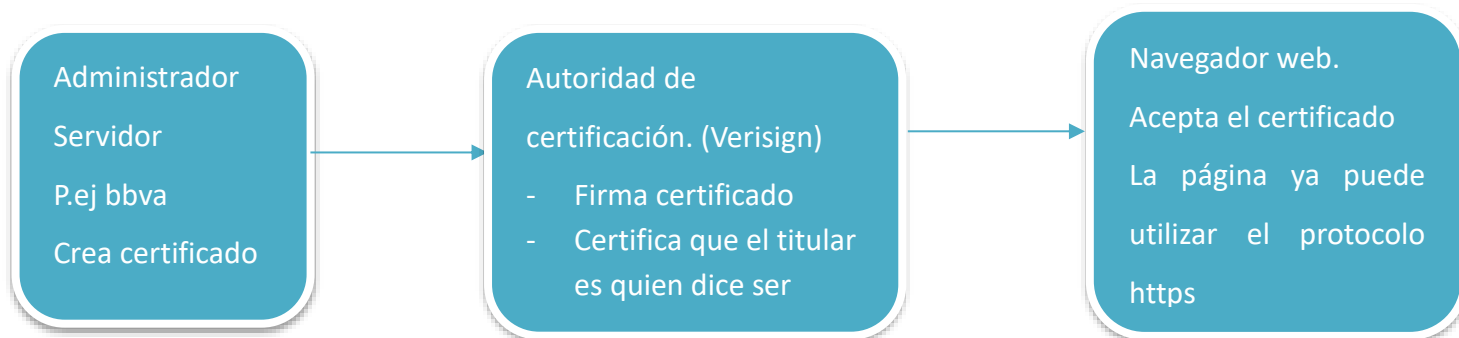 Administrador
Servidor
P.ej bbva
Crea certificado
Autoridad de
certificación. (Verisign)
- Firma certificado
- Certifica que el titular
es quien dice ser
Navegador web.
Acepta el certificado
La página ya puede
utilizar el protocolo
https